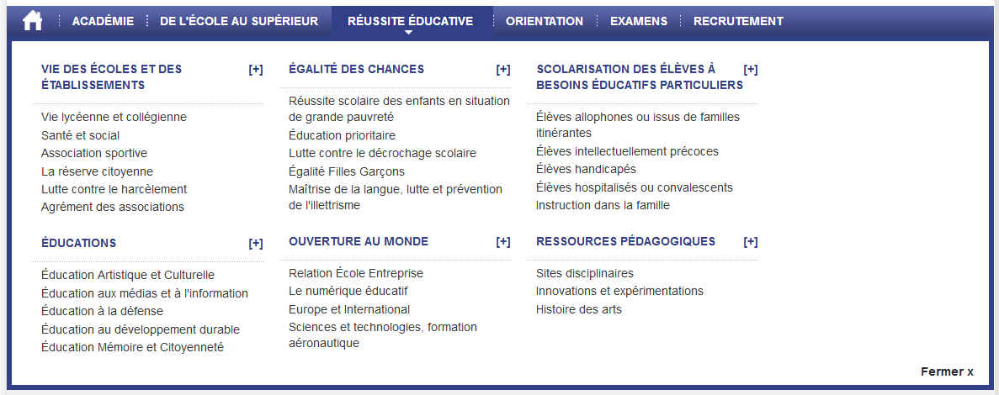 ACADÉMIE
DE L'ÉCOLE AU SUPÉRIEUR
RÉUSSITE ÉDUCATIVE
ORIENTATION
EXAMENS
RECRUTEMENT
VIE DES ÉCOLES ET DES [+]
ÉTABLISSEMENTS
Vie lycéenne et collégienne
Santé et social
Association sportive
La réserve citoyenne
Lutte contre le harcèlement
Agrément des associations
ÉGALITÉ DES CHANCES [+]
Réussite scolaire des enfants en situation
de grande pauvreté
Éducation prioritaire
Lutte contre le décrochage scolaire
Égalité Filles Garçons
Maîtrise de la langue, lutte et prévention
de l'illettrisme
SCOLARISATION DES ÉLÈVES À [+]
BESOINS ÉDUCATIFS PARTICULIERS
Élèves allophones ou issus de familles
itinérantes
Élèves intellectuellement précoces
Élèves handicapés
Élèves hospitalisés ou convalescents
Instruction dans la famille
ÉDUCATIONS [+]
Éducation Artistique et Culturelle
Éducation aux médias et à l'information
Éducation à la défense
Éducation au développement durable
Éducation Mémoire et Citoyenneté
OUVERTURE AU MONDE [+]
Relation École Entreprise
Le numérique éducatif
Europe et International
Sciences et technologies, formation
aéronautique
RESSOURCES PÉDAGOGIQUES [+]
Sites disciplinaires
Innovations et expérimentations
Histoire des arts
Fermer x